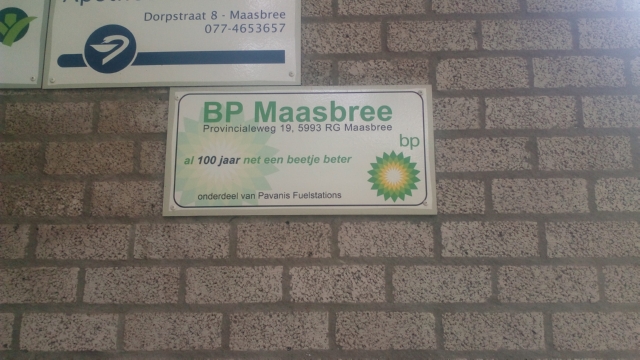 Dorpstraat 8 - Maasbree
077-4653657
BP Maasbree
Provincialeweg 19, 5993 RG Maasbree
bp
al 100 jaar net een beetje beter
onderdeel van Pavanis Fuelstations